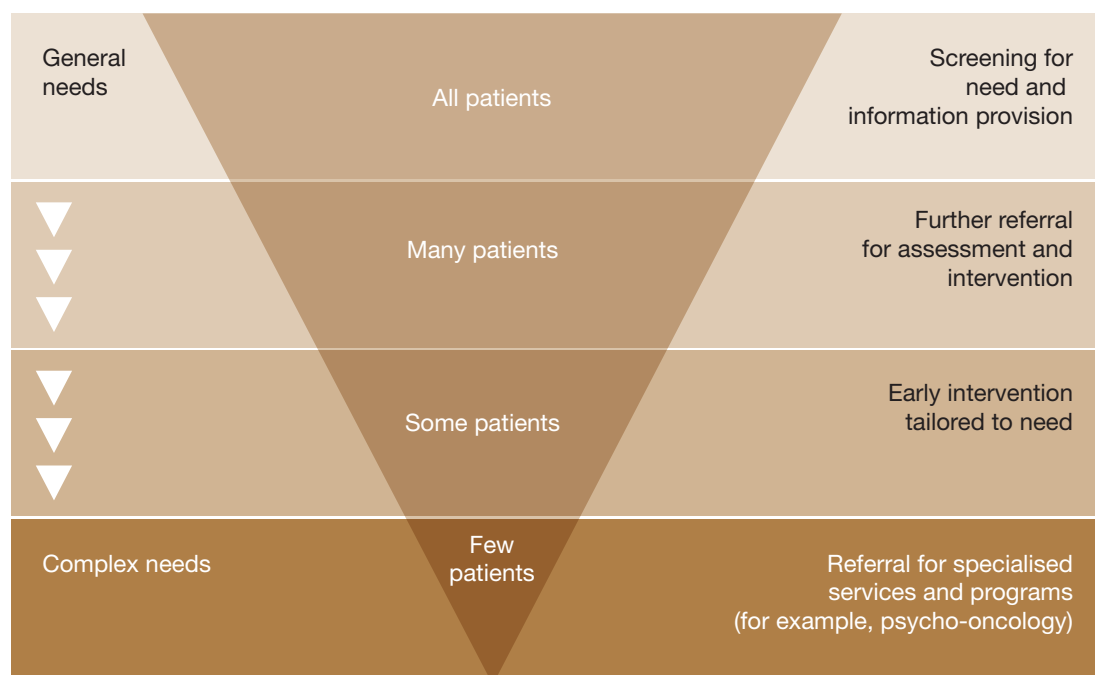 General
needs
All patients
Screening for
need and
information provision
Many patients
Further referral
for assessment and
intervention
Some patients
Early intervention
tailored to need
Complex needs
Few
patients
Referral for specialised
services and programs
(for example, psycho-oncology)